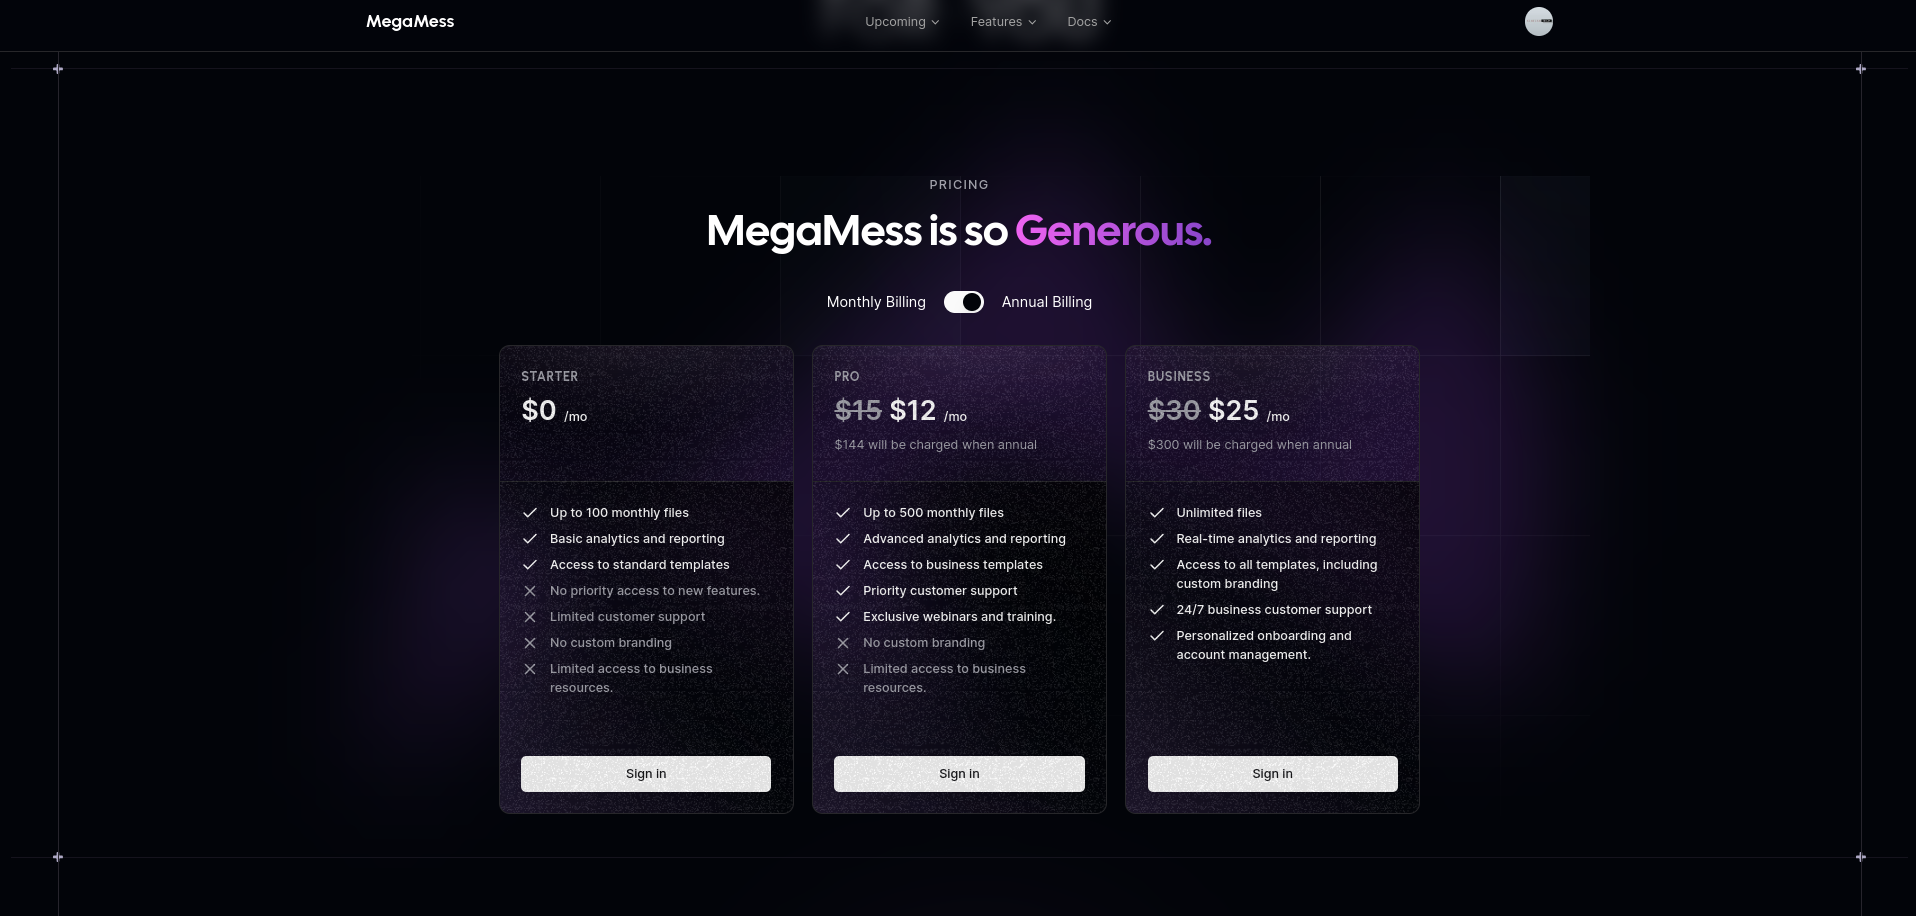 MegaMess
Upcoming
Features
Docs
PRICING
MegaMess is so Generous.
Monthly Billing
Annual Billing
STARTER
$0 /mo
Up to 100 monthly files
Basic analytics and reporting
Access to standard templates
No priority access to new features.
Limited customer support
No custom branding
Limited access to business
resources.
Sign in
PRO
$15 $12 /mo
$144 will be charged when annual
Up to 500 monthly files
Advanced analytics and reporting
Access to business templates
Priority customer support
Exclusive webinars and training.
No custom branding
Limited access to business
resources.
Sign in
BUSINESS
$30 $25 /mo
$300 will be charged when annual
Unlimited files
Real-time analytics and reporting
Access to all templates, including
custom branding
24/7 business customer support
Personalized onboarding and
account management.
Sign in